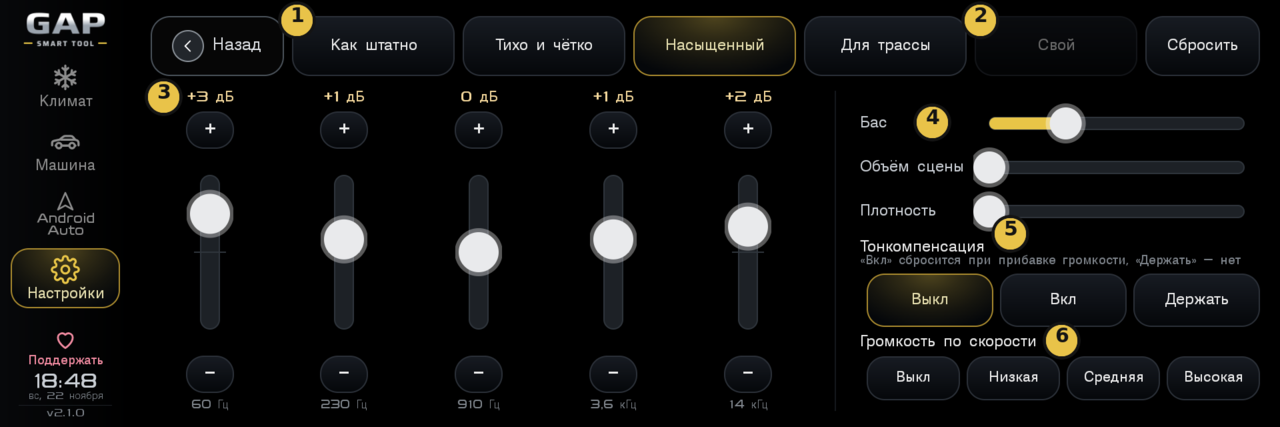 GAP
SMART TOOL
Климат
Машина
Android
Auto
Настройки
Поддержать
18:48
вс, 22 ноября
v2.1.0
Назад
1
Как штатно
Тихо и чётко
Насыщенный
Для трассы
2
Свой
Сбросить
3
+3 дБ
+1 дБ
0 дБ
+1 дБ
+2 дБ
+ + + + +
− − − − −
60 Гц
230 Гц
910 Гц
3,6 кГц
14 кГц
Бас
4
Объём сцены
Плотность
5
Тонкомпенсация
«Вкл» сбросится при прибавке громкости, «Держать» — нет
Выкл
Вкл
Держать
Громкость по скорости
6
Выкл
Низкая
Средняя
Высокая